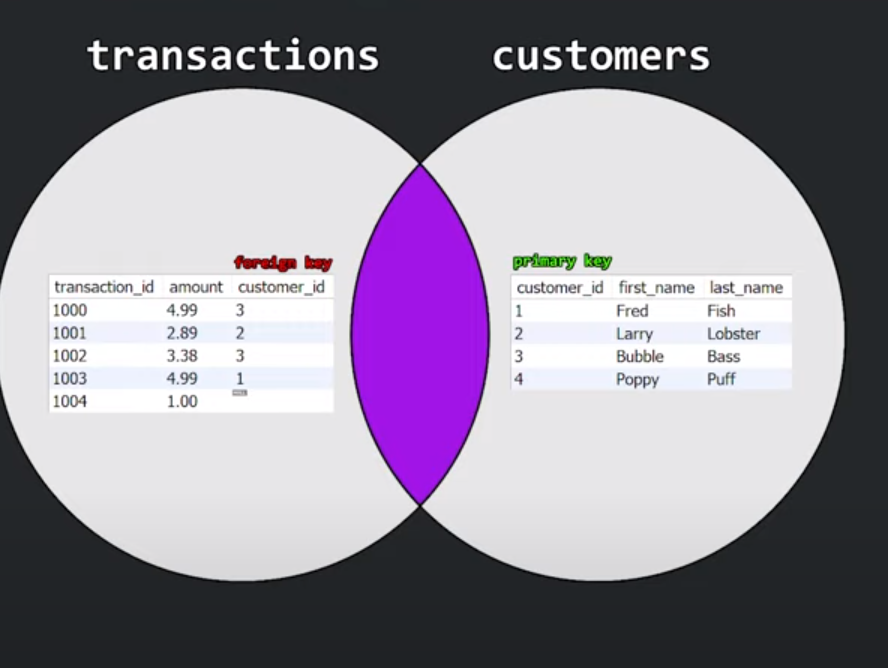 transactions customers
foreign key
transaction_id amount customer_id
1000 4.99 3
1001 2.89 2
1002 3.38 3
1003 4.99 1
1004 1.00
primary key
customer_id first_name last_name
1 Fred Fish
2 Larry Lobster
3 Bubble Bass
4 Poppy Puff